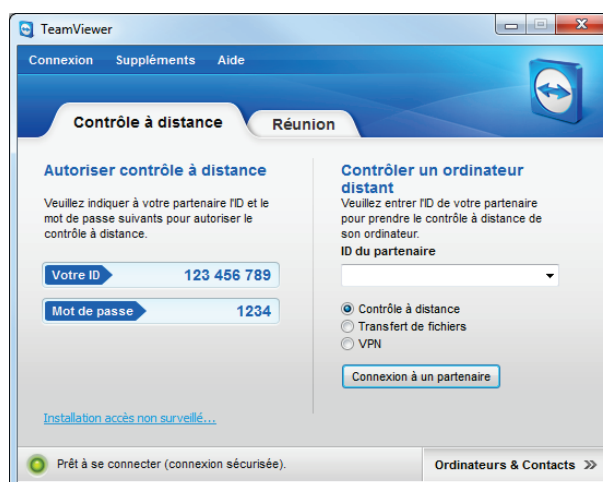 TeamViewer
Connexion Suppléments Aide
Contrôle à distance
Réunion
Autoriser contrôle à distance
Veuillez indiquer à votre partenaire l'ID et le
mot de passe suivants pour autoriser le
contrôle à distance.
Votre ID 123 456 789
Mot de passe 1234
Installation accès non surveillé...
Contrôler un ordinateur
distant
Veuillez entrer l'ID de votre partenaire
pour prendre le contrôle à distance de
son ordinateur.
ID du partenaire
Contrôle à distance
Transfert de fichiers
VPN
Connexion à un partenaire
Prêt à se connecter (connexion sécurisée).
Ordinateurs & Contacts